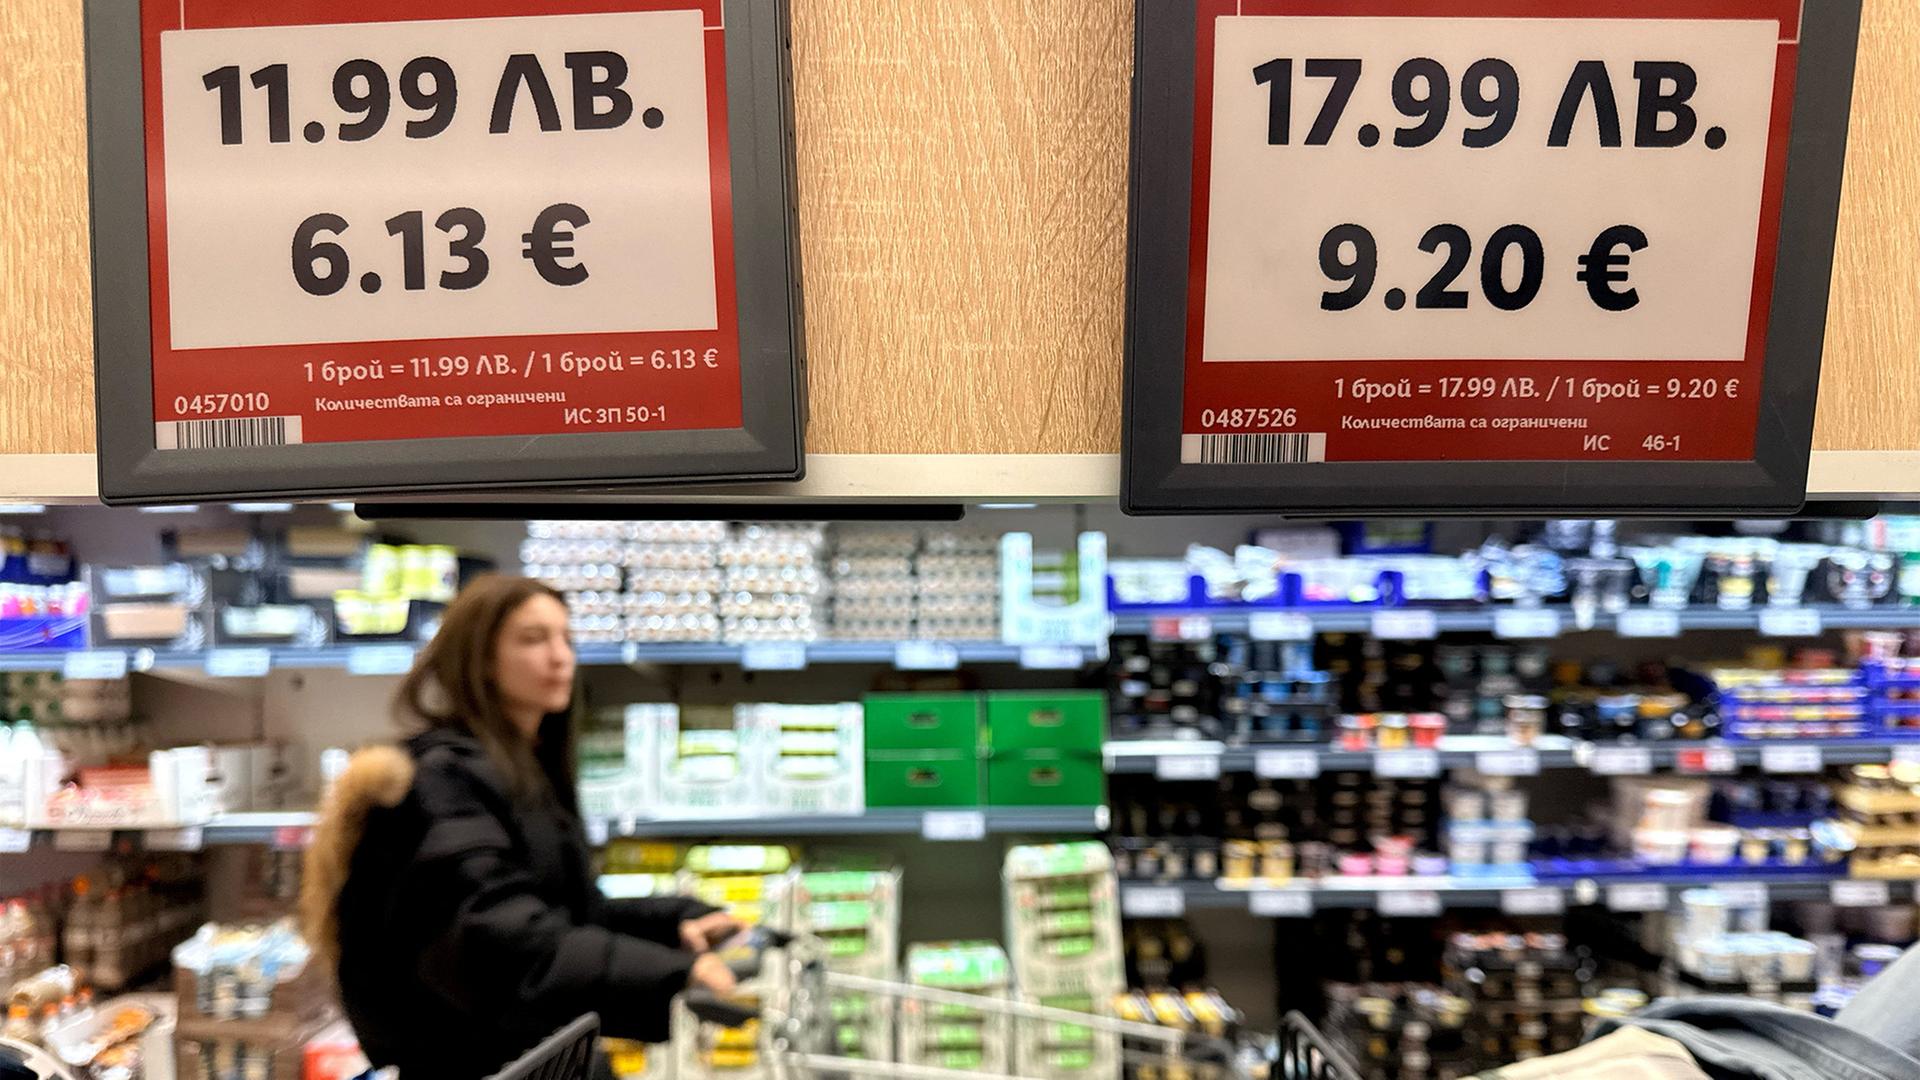 11.99 ЛВ.
6.13 €
1 брой = 11.99 ЛВ. / 1 брой = 6.13 €
0457010
Количествата са ограничени
ИС ЗП 50-1
17.99 ЛВ.
9.20 €
1 брой = 17.99 ЛВ. / 1 брой = 9.20 €
0487526
Количествата са ограничени
ИС 46-1